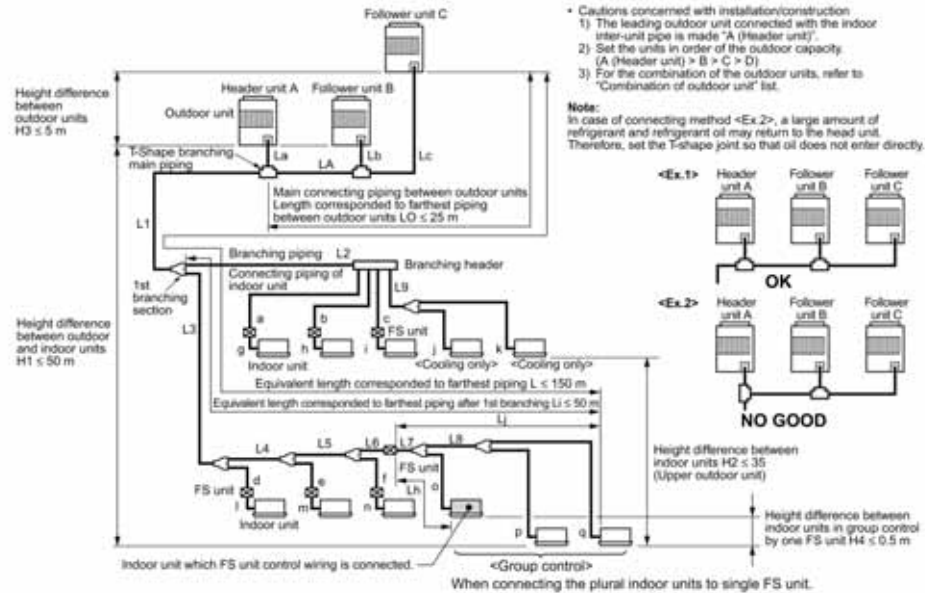 Follower unit C
Header unit A
Follower unit B
Outdoor unit
Height difference
between
outdoor units
H3 ≤ 5 m
La
Lb
Lc
LA
T-Shape branching
main piping
Main connecting piping between outdoor units
Length corresponded to farthest piping
between outdoor units LO ≤ 25 m
L1
Branching piping
L2
Connecting piping of
indoor unit
Branching header
1st
branching
section
L3
L9
a
b
c
FS unit
g
h
i
j
k
Indoor unit
<Cooling only>
<Cooling only>
Height difference
between outdoor
and indoor units
H1 ≤ 50 m
Equivalent length corresponded to farthest piping L ≤ 150 m
Equivalent length corresponded to farthest piping after 1st branching Li ≤ 50 m
Lj
L4
L5
L6
L7
L8
FS unit
d
e
f
FS unit
Lh
o
l
m
n
p
q
Indoor unit
Indoor unit which FS unit control wiring is connected.
<Group control>
When connecting the plural indoor units to single FS unit.
Height difference between
indoor units H2 ≤ 35
(Upper outdoor unit)
Height difference between
indoor units in group control
by one FS unit H4 ≤ 0.5 m
• Cautions concerned with installation/construction
1) The leading outdoor unit connected with the indoor
inter-unit pipe is made "A (Header unit)".
2) Set the units in order of the outdoor capacity.
(A (Header unit) > B > C > D)
3) For the combination of the outdoor units, refer to
"Combination of outdoor unit" list.
Note:
In case of connecting method <Ex.2>, a large amount of
refrigerant and refrigerant oil may return to the head unit.
Therefore, set the T-shape joint so that oil does not enter directly.
<Ex.1>
Header
unit A
Follower
unit B
Follower
unit C
OK
<Ex.2>
Header
unit A
Follower
unit B
Follower
unit C
NO GOOD